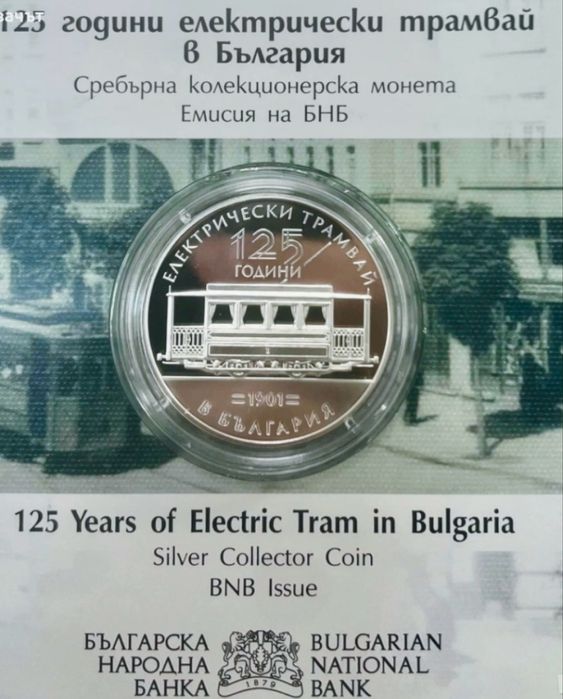 125 години електрически трамвай
в България
Сребърна колекционерска монета
Емисия на БНБ
ЕЛЕКТРИЧЕСКИ ТРАМВАЙ
125
ГОДИНИ
=1901=
В БЪЛГАРИЯ
125 Years of Electric Tram in Bulgaria
Silver Collector Coin
BNB Issue
БЪЛГАРСКА
НАРОДНА
БАНКА
1879
BULGARIAN
NATIONAL
BANK